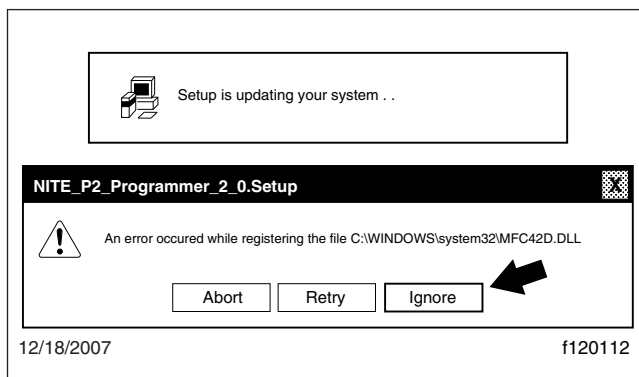 Setup is updating your system . .
NITE_P2_Programmer_2_0.Setup
X
An error occured while registering the file C:\WINDOWS\system32\MFC42D.DLL
Abort Retry Ignore
12/18/2007 f120112